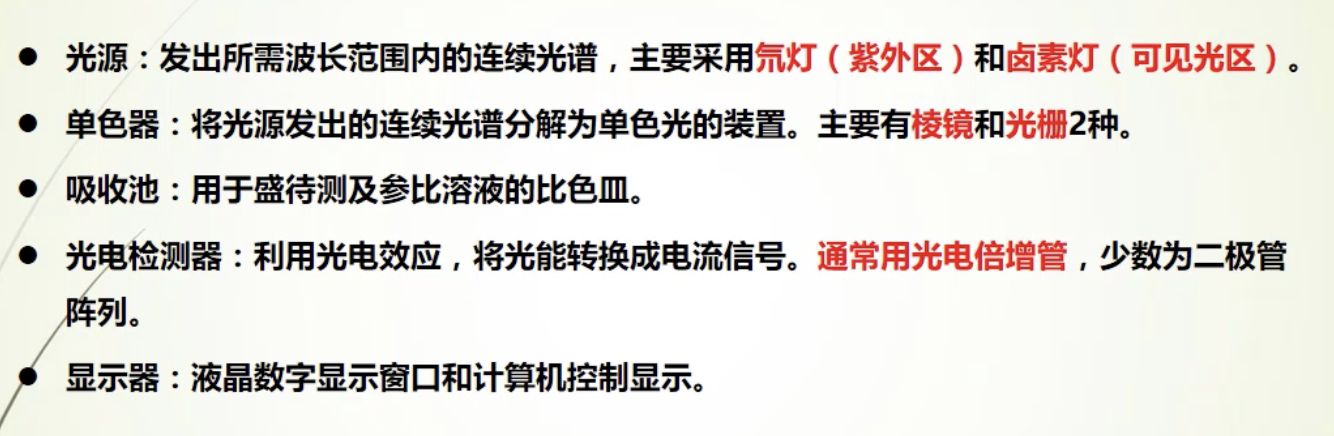 ● 光源：发出所需波长范围内的连续光谱，主要采用氘灯（紫外区）和卤素灯（可见光区）。
● 单色器：将光源发出的连续光谱分解为单色光的装置。主要有棱镜和光栅2种。
● 吸收池：用于盛待测及参比溶液的比色皿。
● 光电检测器：利用光电效应，将光能转换成电流信号。通常用光电倍增管，少数为二极管
阵列。
● 显示器：液晶数字显示窗口和计算机控制显示。